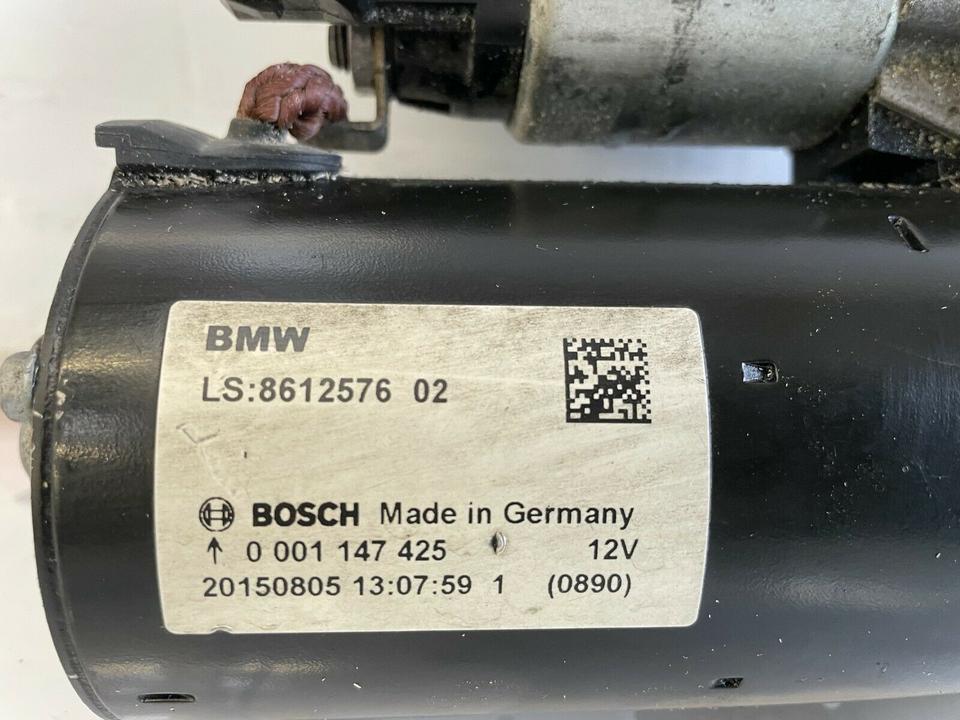 BMW
LS:8612576 02
BOSCH Made in Germany
↑ 0 001 147 425 12V
20150805 13:07:59 1 (0890)